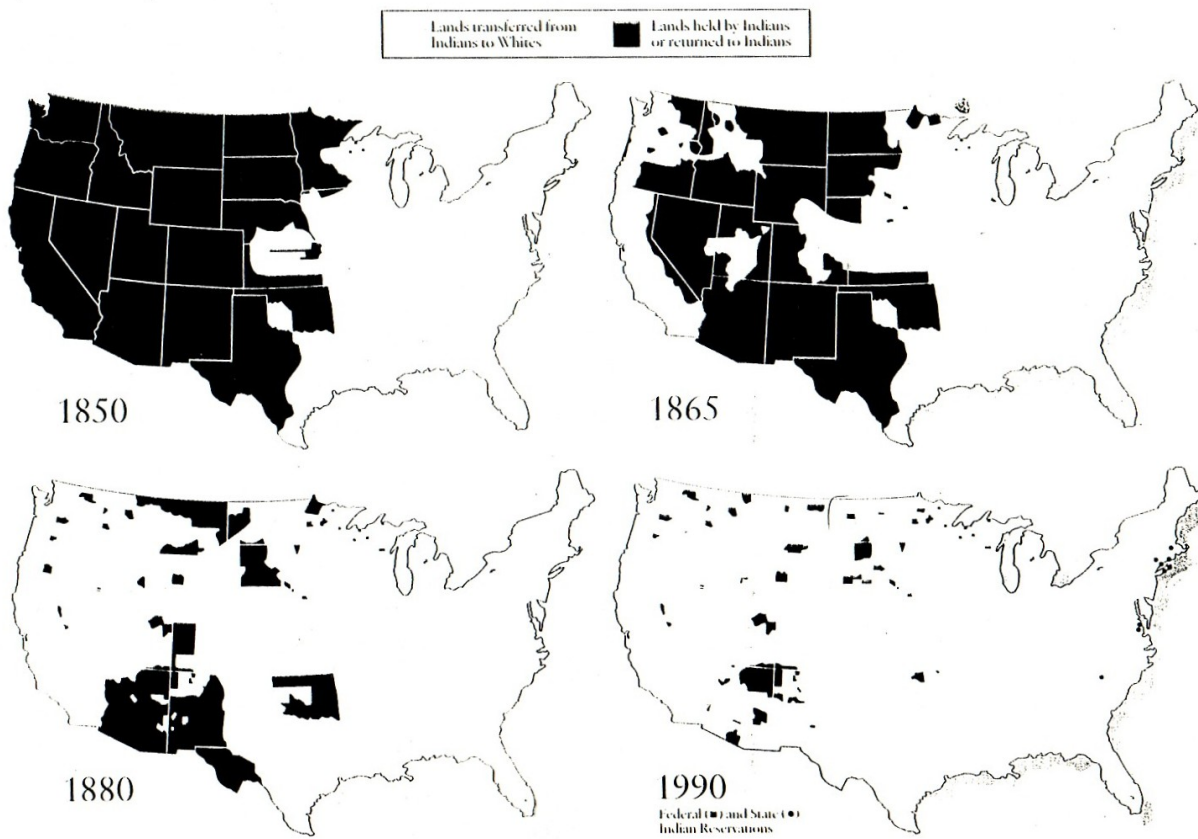 Lands transferred from
Indians to Whites
Lands held by Indians
or returned to Indians
1850
1865
1880
1990
Federal (■) and State (●)
Indian Reservations